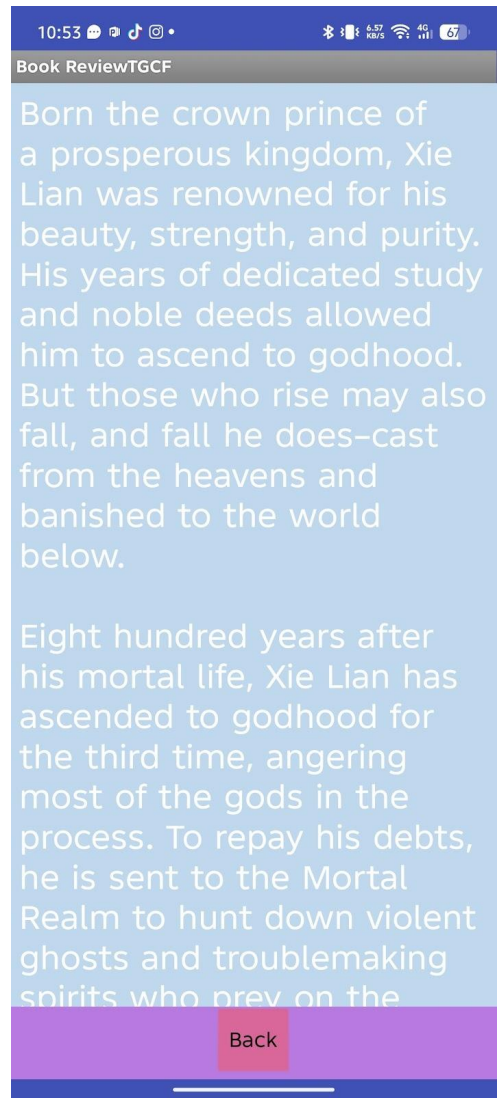 10:53
6.57
KB/S
4G
67
Book ReviewTGCF
Born the crown prince of
a prosperous kingdom, Xie
Lian was renowned for his
beauty, strength, and purity.
His years of dedicated study
and noble deeds allowed
him to ascend to godhood.
But those who rise may also
fall, and fall he does–cast
from the heavens and
banished to the world
below.
Eight hundred years after
his mortal life, Xie Lian has
ascended to godhood for
the third time, angering
most of the gods in the
process. To repay his debts,
he is sent to the Mortal
Realm to hunt down violent
ghosts and troublemaking
spirits who prey on the
Back